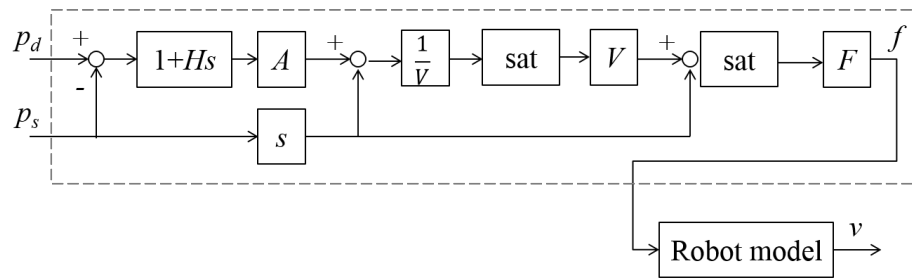 p_d + 1+Hs A + 1/V sat V + sat F f
-
p_s s
Robot model v